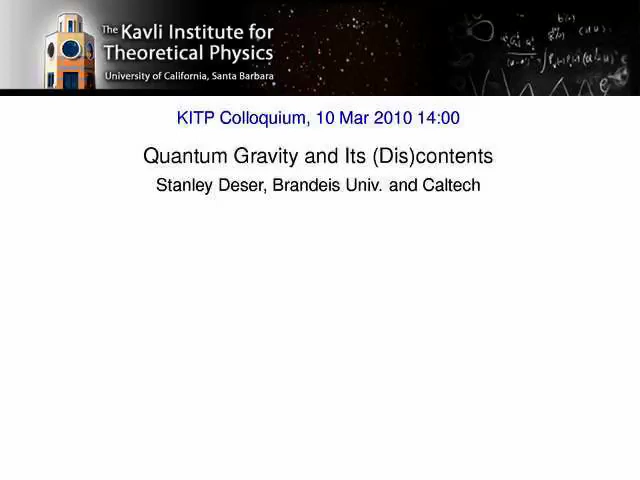 The Kavli Institute for
Theoretical Physics
University of California, Santa Barbara
KITP Colloquium, 10 Mar 2010 14:00
Quantum Gravity and Its (Dis)contents
Stanley Deser, Brandeis Univ. and Caltech